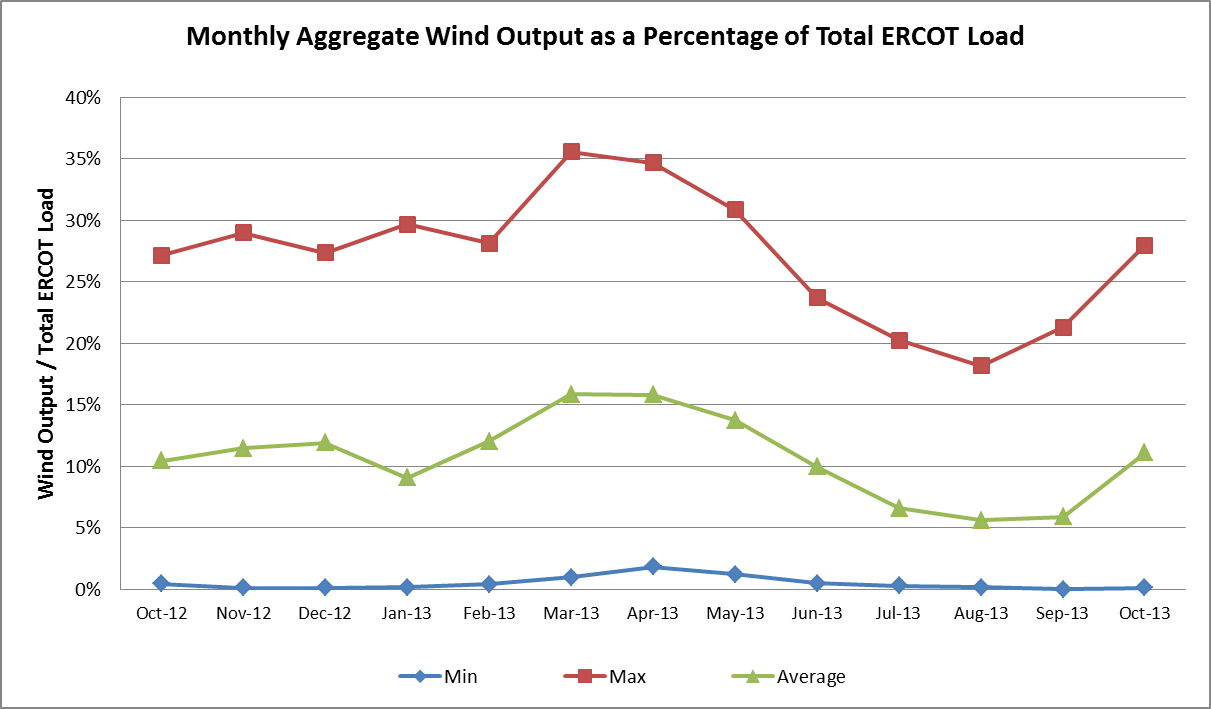 Monthly Aggregate Wind Output as a Percentage of Total ERCOT Load
Wind Output / Total ERCOT Load
40%
35%
30%
25%
20%
15%
10%
5%
0%
Oct-12 Nov-12 Dec-12 Jan-13 Feb-13 Mar-13 Apr-13 May-13 Jun-13 Jul-13 Aug-13 Sep-13 Oct-13
Min Max Average